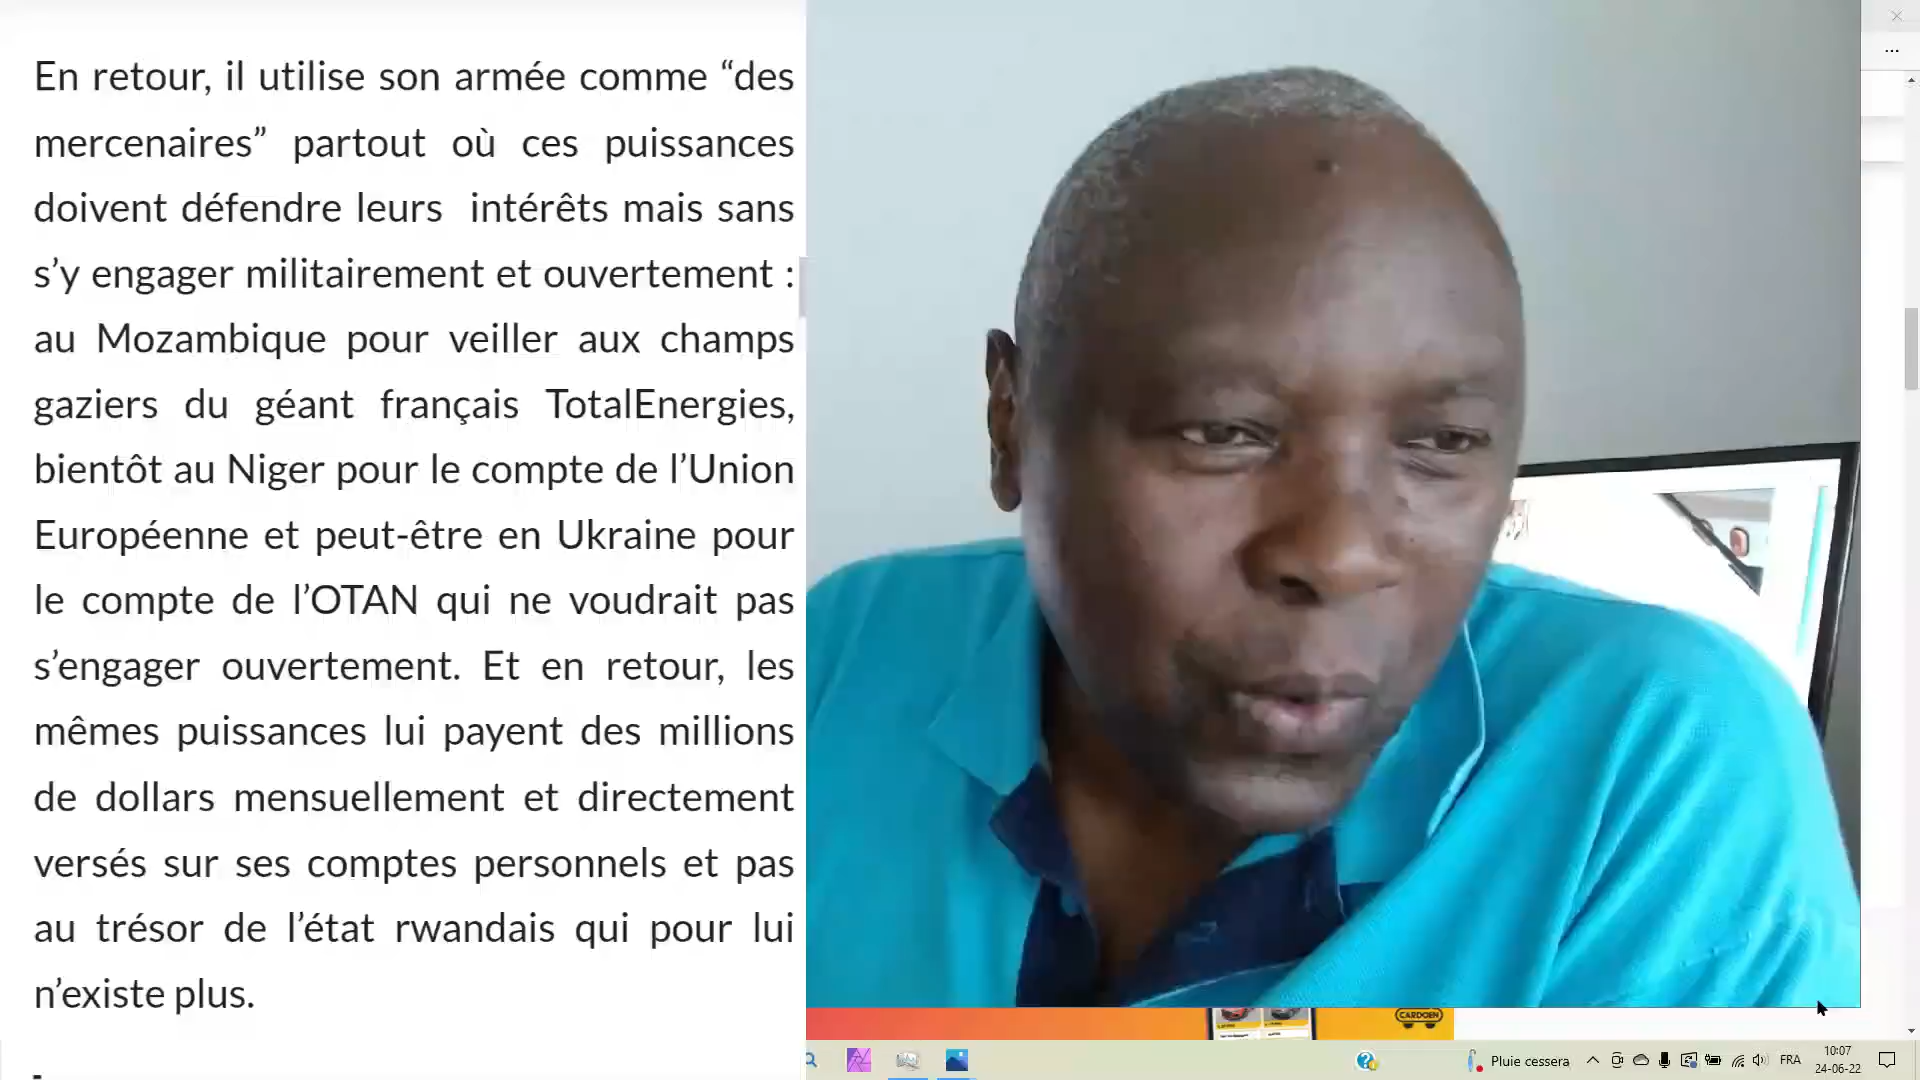 En retour, il utilise son armée comme “des
mercenaires” partout où ces puissances
doivent défendre leurs  intérêts mais sans
s’y engager militairement et ouvertement :
au Mozambique pour veiller aux champs
gaziers du géant français TotalEnergies,
bientôt au Niger pour le compte de l’Union
Européenne et peut-être en Ukraine pour
le compte de l’OTAN qui ne voudrait pas
s’engager ouvertement. Et en retour, les
mêmes puissances lui payent des millions
de dollars mensuellement et directement
versés sur ses comptes personnels et pas
au trésor de l’état rwandais qui pour lui
n’existe plus.
CARDOEN
Pluie cessera
FRA
10:07
24-06-22